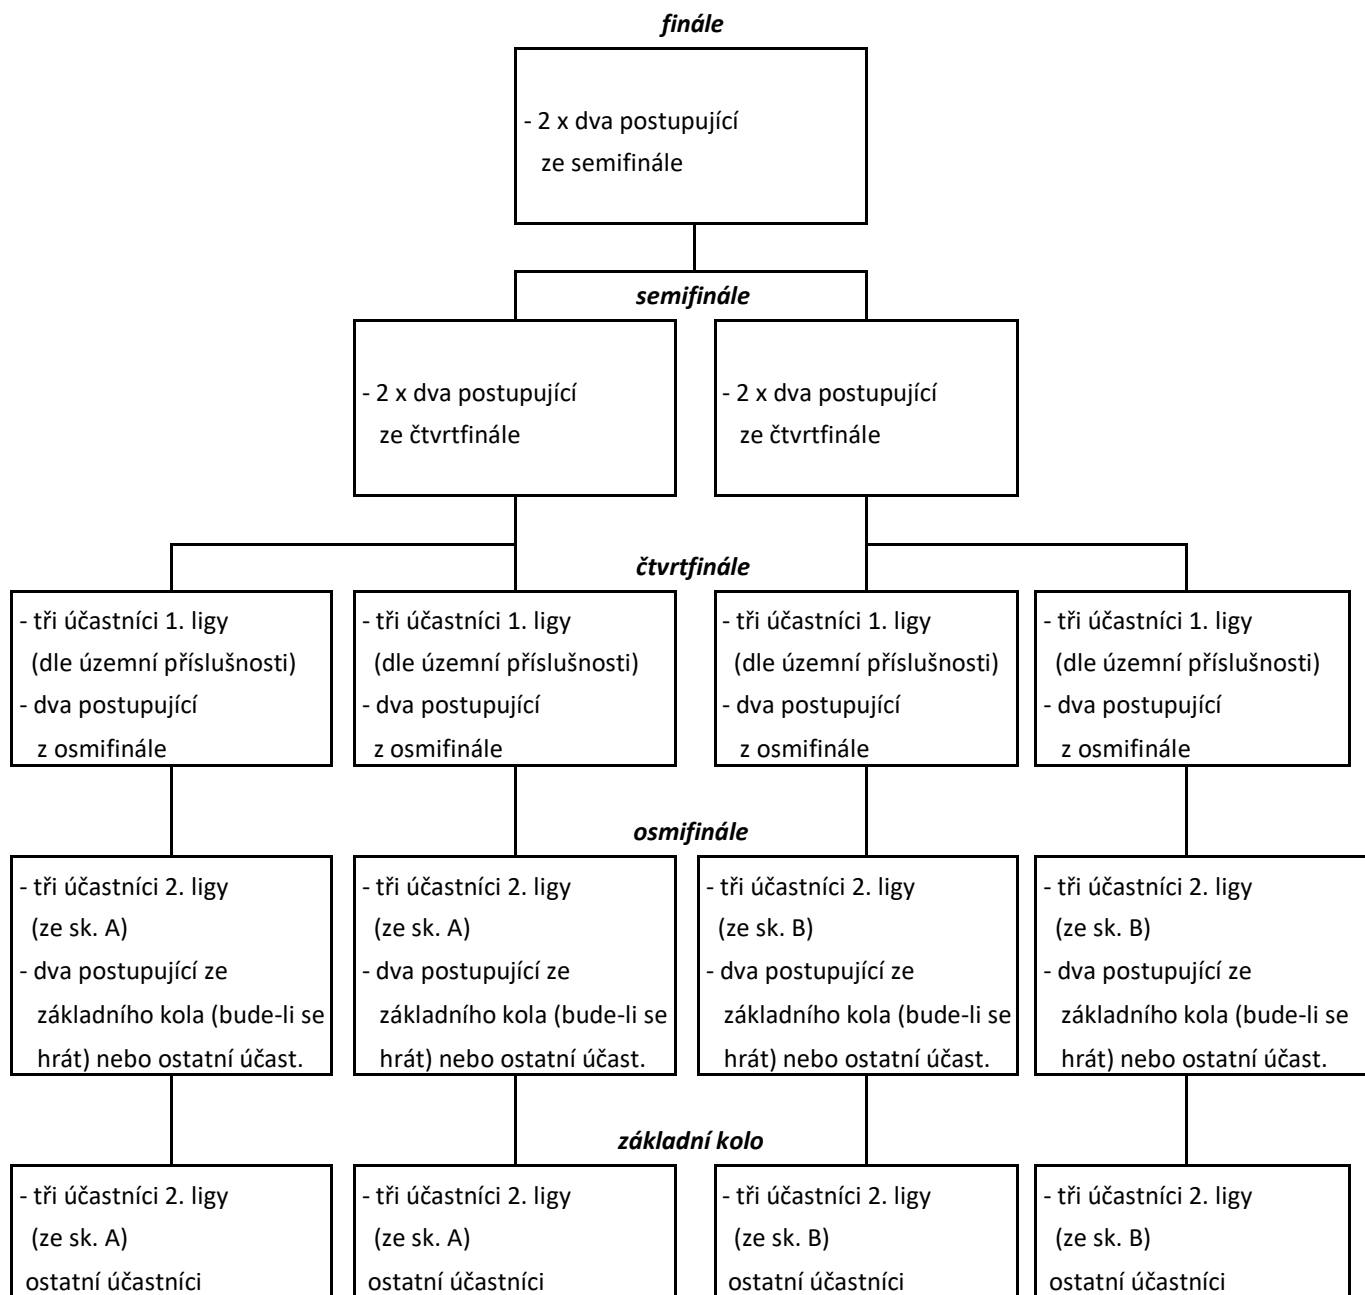 finále
- 2 x dva postupující
ze semifinále
semifinále
- 2 x dva postupující
ze čtvrtfinále
- 2 x dva postupující
ze čtvrtfinále
čtvrtfinále
- tři účastníci 1. ligy
(dle územní příslušnosti)
- dva postupující
z osmifinále
- tři účastníci 1. ligy
(dle územní příslušnosti)
- dva postupující
z osmifinále
- tři účastníci 1. ligy
(dle územní příslušnosti)
- dva postupující
z osmifinále
- tři účastníci 1. ligy
(dle územní příslušnosti)
- dva postupující
z osmifinále
osmifinále
- tři účastníci 2. ligy
(ze sk. A)
- dva postupující ze
základního kola (bude-li se
hrát) nebo ostatní účast.
- tři účastníci 2. ligy
(ze sk. A)
- dva postupující ze
základního kola (bude-li se
hrát) nebo ostatní účast.
- tři účastníci 2. ligy
(ze sk. B)
- dva postupující ze
základního kola (bude-li se
hrát) nebo ostatní účast.
- tři účastníci 2. ligy
(ze sk. B)
- dva postupující ze
základního kola (bude-li se
hrát) nebo ostatní účast.
základní kolo
- tři účastníci 2. ligy
(ze sk. A)
ostatní účastníci
- tři účastníci 2. ligy
(ze sk. A)
ostatní účastníci
- tři účastníci 2. ligy
(ze sk. B)
ostatní účastníci
- tři účastníci 2. ligy
(ze sk. B)
ostatní účastníci